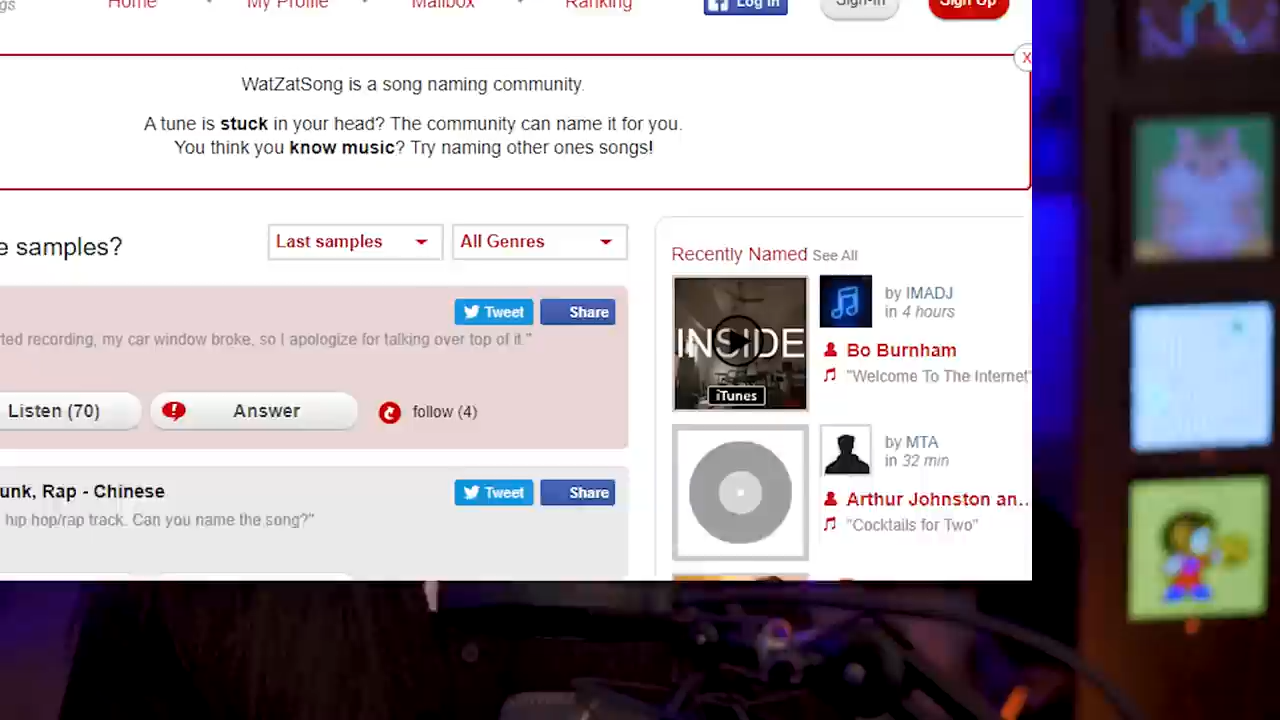 gs
Home
My Profile
Mailbox
Ranking
Log In
Sign-in
Sign Up
X
WatZatSong is a song naming community.
A tune is stuck in your head? The community can name it for you.
You think you know music? Try naming other ones songs!
e samples?
Last samples
All Genres
Tweet
Share
ted recording, my car window broke, so I apologize for talking over top of it."
Listen (70)
Answer
follow (4)
unk, Rap - Chinese
Tweet
Share
hip hop/rap track. Can you name the song?"
Recently Named See All
INSIDE
iTunes
by IMADJ
in 4 hours
Bo Burnham
"Welcome To The Internet"
by MTA
in 32 min
Arthur Johnston an...
"Cocktails for Two"